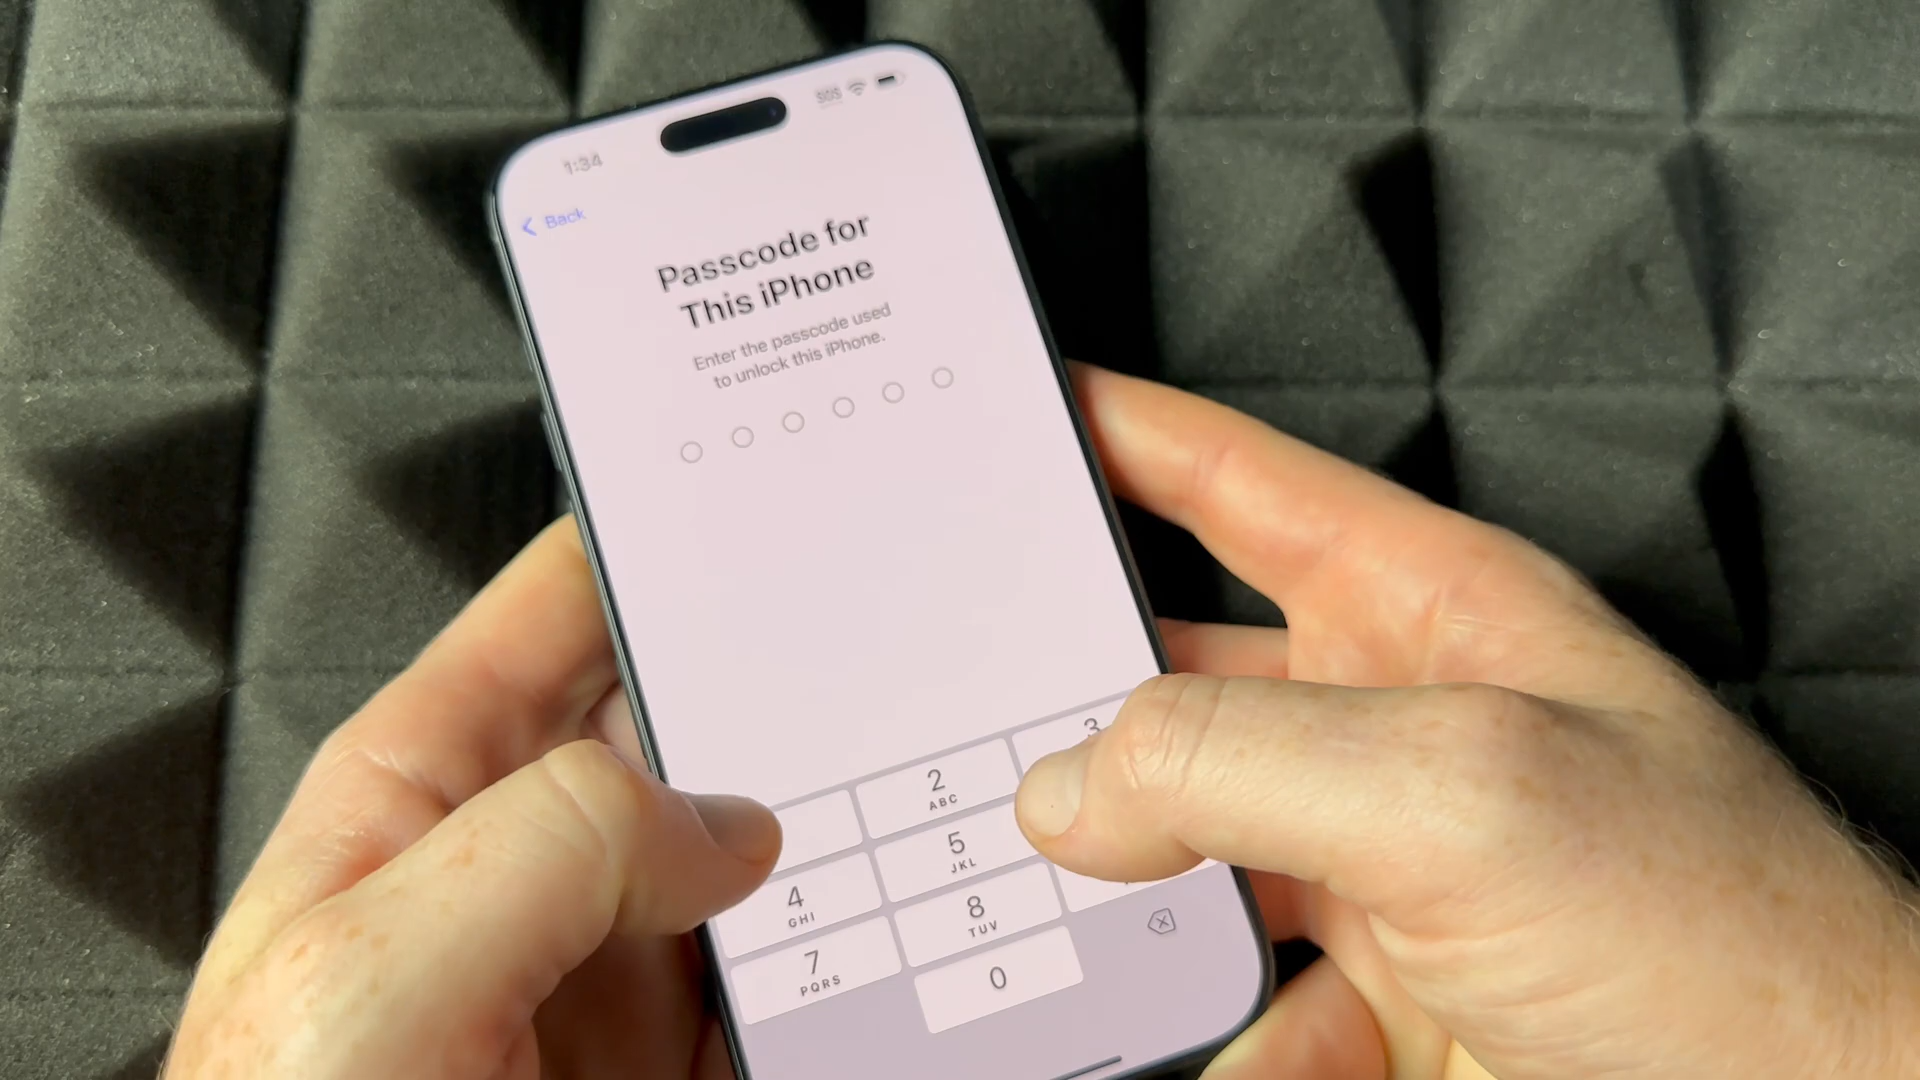 1:34
SOS
Back
Passcode for
This iPhone
Enter the passcode used
to unlock this iPhone.
2
ABC
3
4
GHI
5
JKL
7
PQRS
8
TUV
0